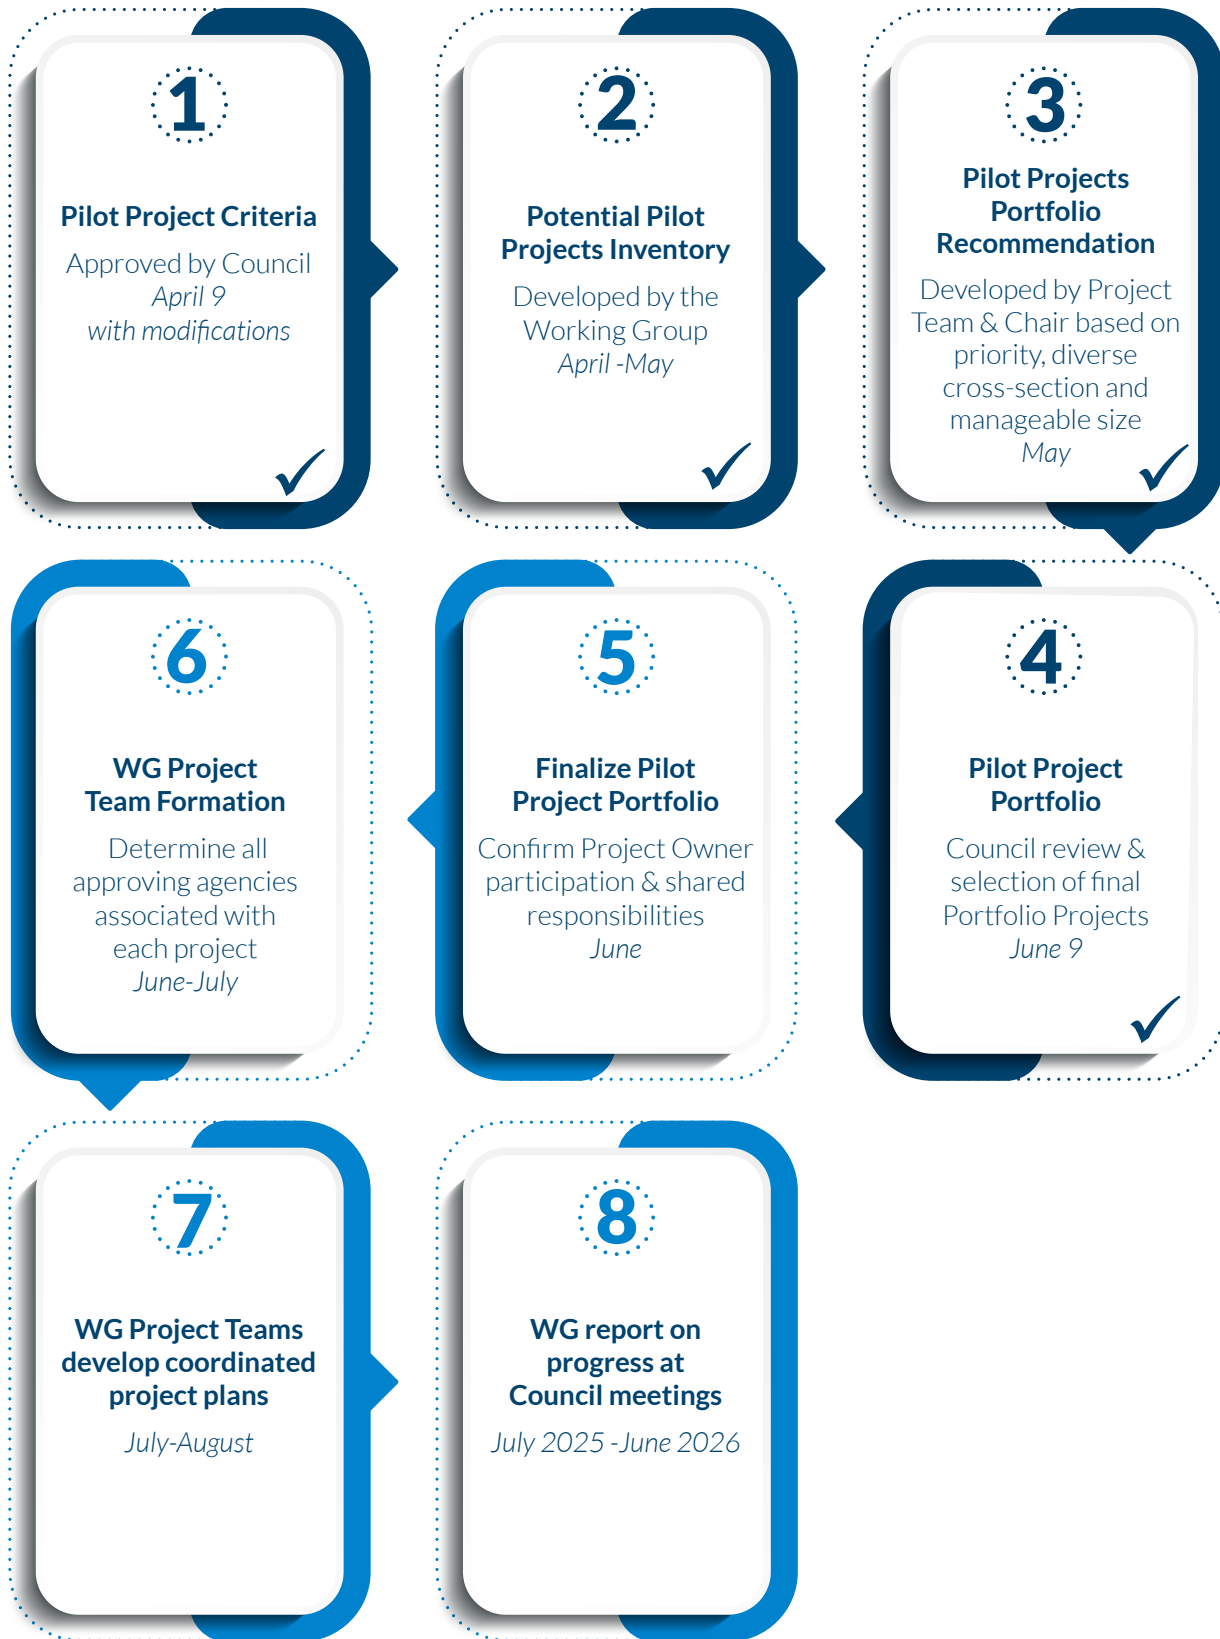 1
Pilot Project Criteria
Approved by Council
April 9
with modifications
2
Potential Pilot
Projects Inventory
Developed by the
Working Group
April -May
3
Pilot Projects
Portfolio
Recommendation
Developed by Project
Team & Chair based on
priority, diverse
cross-section and
manageable size
May
4
Pilot Project
Portfolio
Council review &
selection of final
Portfolio Projects
June 9
5
Finalize Pilot
Project Portfolio
Confirm Project Owner
participation & shared
responsibilities
June
6
WG Project
Team Formation
Determine all
approving agencies
associated with
each project
June-July
7
WG Project Teams
develop coordinated
project plans
July-August
8
WG report on
progress at
Council meetings
July 2025 -June 2026